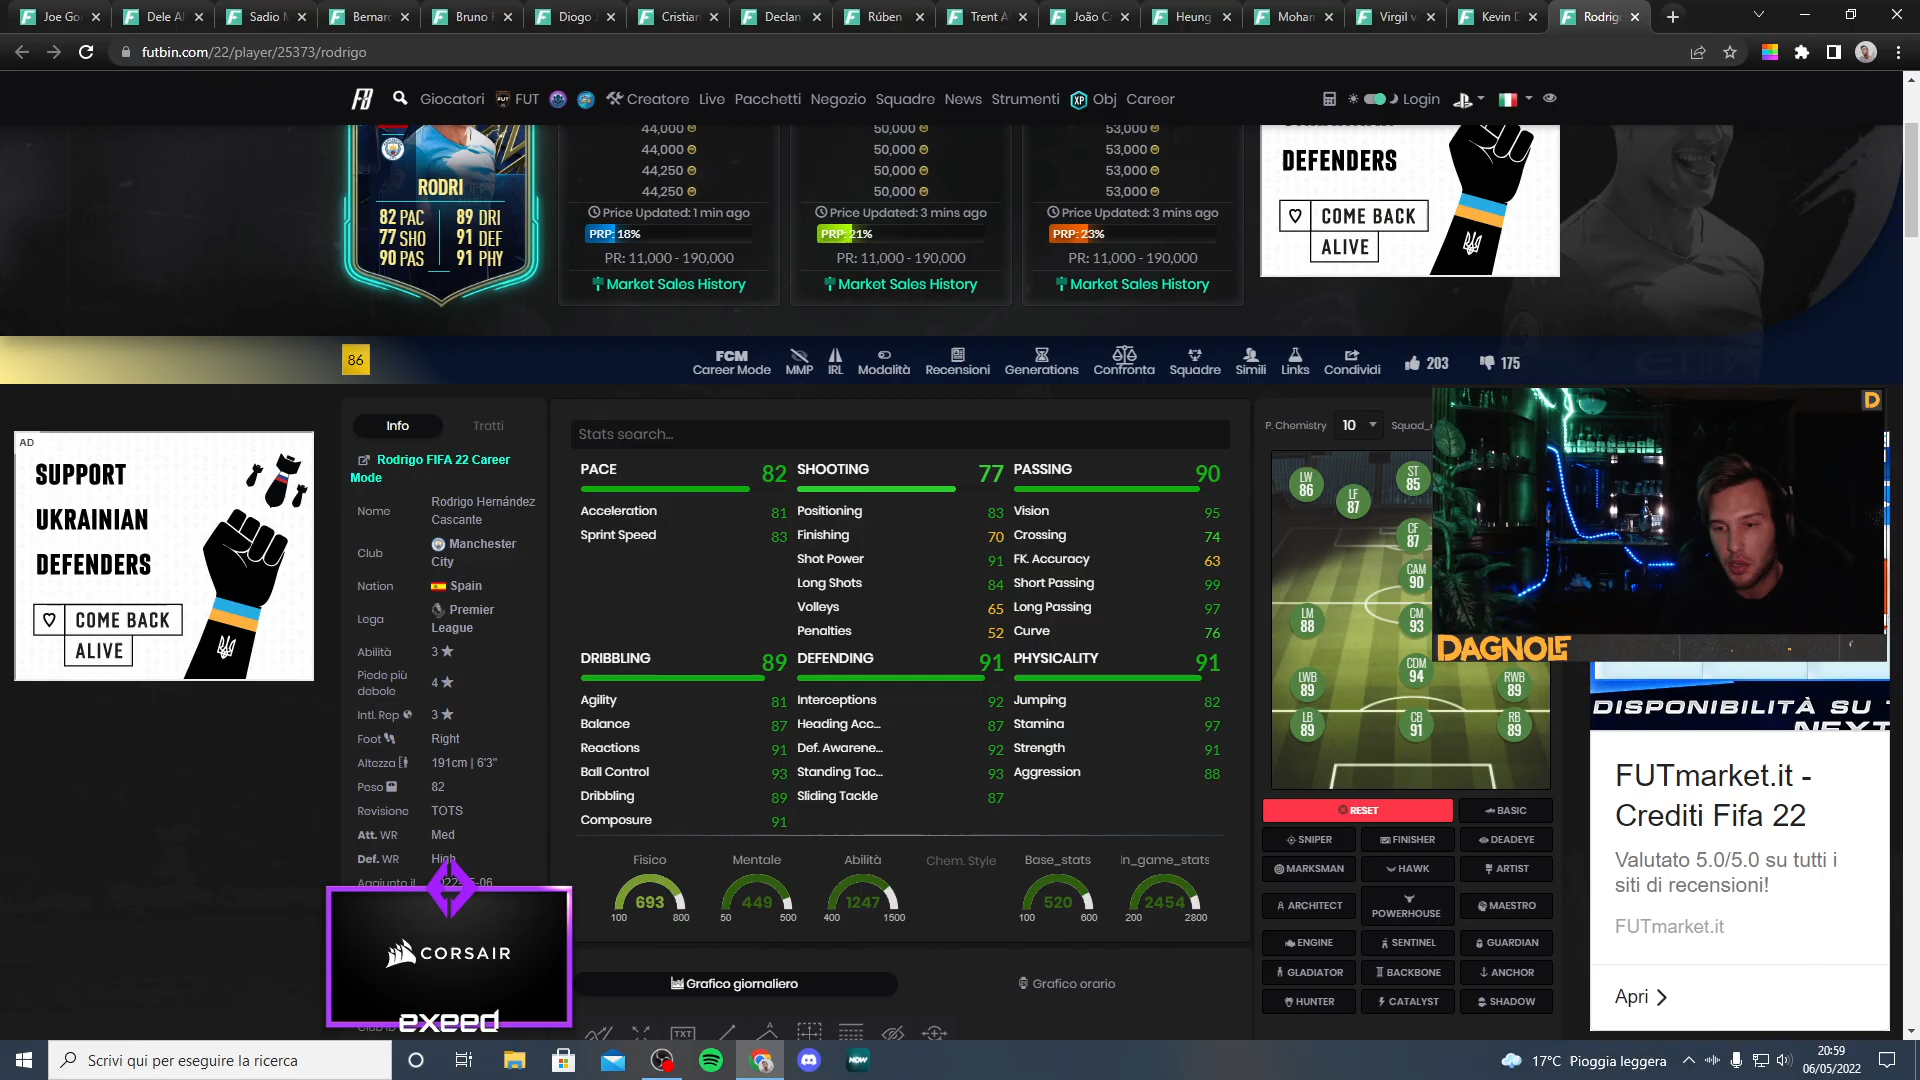 Joe Go
Dele A
Sadio
Bernar
Bruno
Diogo
Cristian
Declan
Rúben
Trent A
João C
Heung
Mohan
Virgil v
Kevin
Rodrig
futbin.com/22/player/25373/rodrigo
Giocatori FUT Creatore Live Pacchetti Negozio Squadre News Strumenti XP Obj Career Login
RODRI
82 PAC 89 DRI
77 SHO 91 DEF
90 PAS 91 PHY
44,000
44,000
44,250
44,250
Price Updated: 1 min ago
PRP: 18%
PR: 11,000 - 190,000
Market Sales History
50,000
50,000
50,000
50,000
Price Updated: 3 mins ago
PRP: 21%
PR: 11,000 - 190,000
Market Sales History
53,000
53,000
53,000
53,000
Price Updated: 3 mins ago
PRP: 23%
PR: 11,000 - 190,000
Market Sales History
DEFENDERS
COME BACK
ALIVE
86
FCM
Career Mode MMP IRL Modalità Recensioni Generations Confronta Squadre Simili Links Condividi 203 175
AD
SUPPORT
UKRAINIAN
DEFENDERS
COME BACK
ALIVE
Info Tratti
Rodrigo FIFA 22 Career
Mode
Nome Rodrigo Hernández
Cascante
Club Manchester
City
Nation Spain
Lega Premier
League
Abilità 3
Piede più
debole 4
Intl. Rep 3
Foot Right
Altezza 191cm | 6'3"
Peso 82
Revisione TOTS
Att. WR Med
Def. WR High
Aggiunto il
Stats search...
PACE 82
Acceleration 81
Sprint Speed 83
SHOOTING 77
Positioning 83
Finishing 70
Shot Power 91
Long Shots 84
Volleys 65
Penalties 52
PASSING 90
Vision 95
Crossing 74
FK. Accuracy 63
Short Passing 99
Long Passing 97
Curve 76
DRIBBLING 89
Agility 81
Balance 87
Reactions 91
Ball Control 93
Dribbling 89
Composure 91
DEFENDING 91
Interceptions 92
Heading Acc... 87
Def. Awarene... 92
Standing Tac... 93
Sliding Tackle 87
PHYSICALITY 91
Jumping 82
Stamina 97
Strength 91
Aggression 88
Fisico
693
100 800
Mentale
449
50 500
Abilità
1247
400 1500
Chem. Style
Base_stats
520
100 600
In_game_stats
2454
200 2800
Grafico giornaliero
Grafico orario
TXT
P. Chemistry 10 Squad_
LW
86
LF
87
ST
85
CF
87
CAM
90
LM
88
CM
93
LWB
89
CDM
94
RWB
89
LB
89
CB
91
RB
89
RESET BASIC
SNIPER FINISHER DEADEYE
MARKSMAN HAWK ARTIST
ARCHITECT POWERHOUSE MAESTRO
ENGINE SENTINEL GUARDIAN
GLADIATOR BACKBONE ANCHOR
HUNTER CATALYST SHADOW
D
DAGNOLF
DISPONIBILITÀ SU
NEXT
FUTmarket.it -
Crediti Fifa 22
Valutato 5.0/5.0 su tutti i
siti di recensioni!
FUTmarket.it
Apri
CORSAIR
exeed
Scrivi qui per eseguire la ricerca
NOW
17°C Pioggia leggera
20:59
06/05/2022